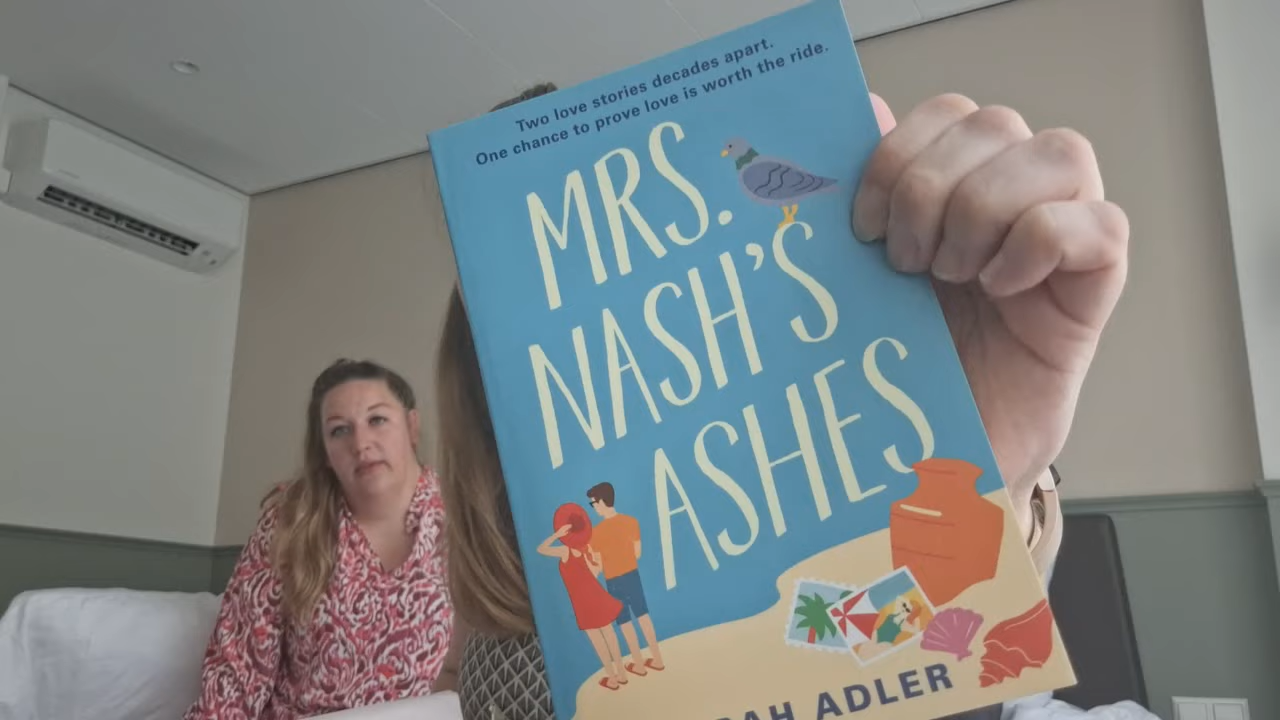 Two love stories decades apart.
One chance to prove love is worth the ride.
MRS.
NASH'S
ASHES
ADLER